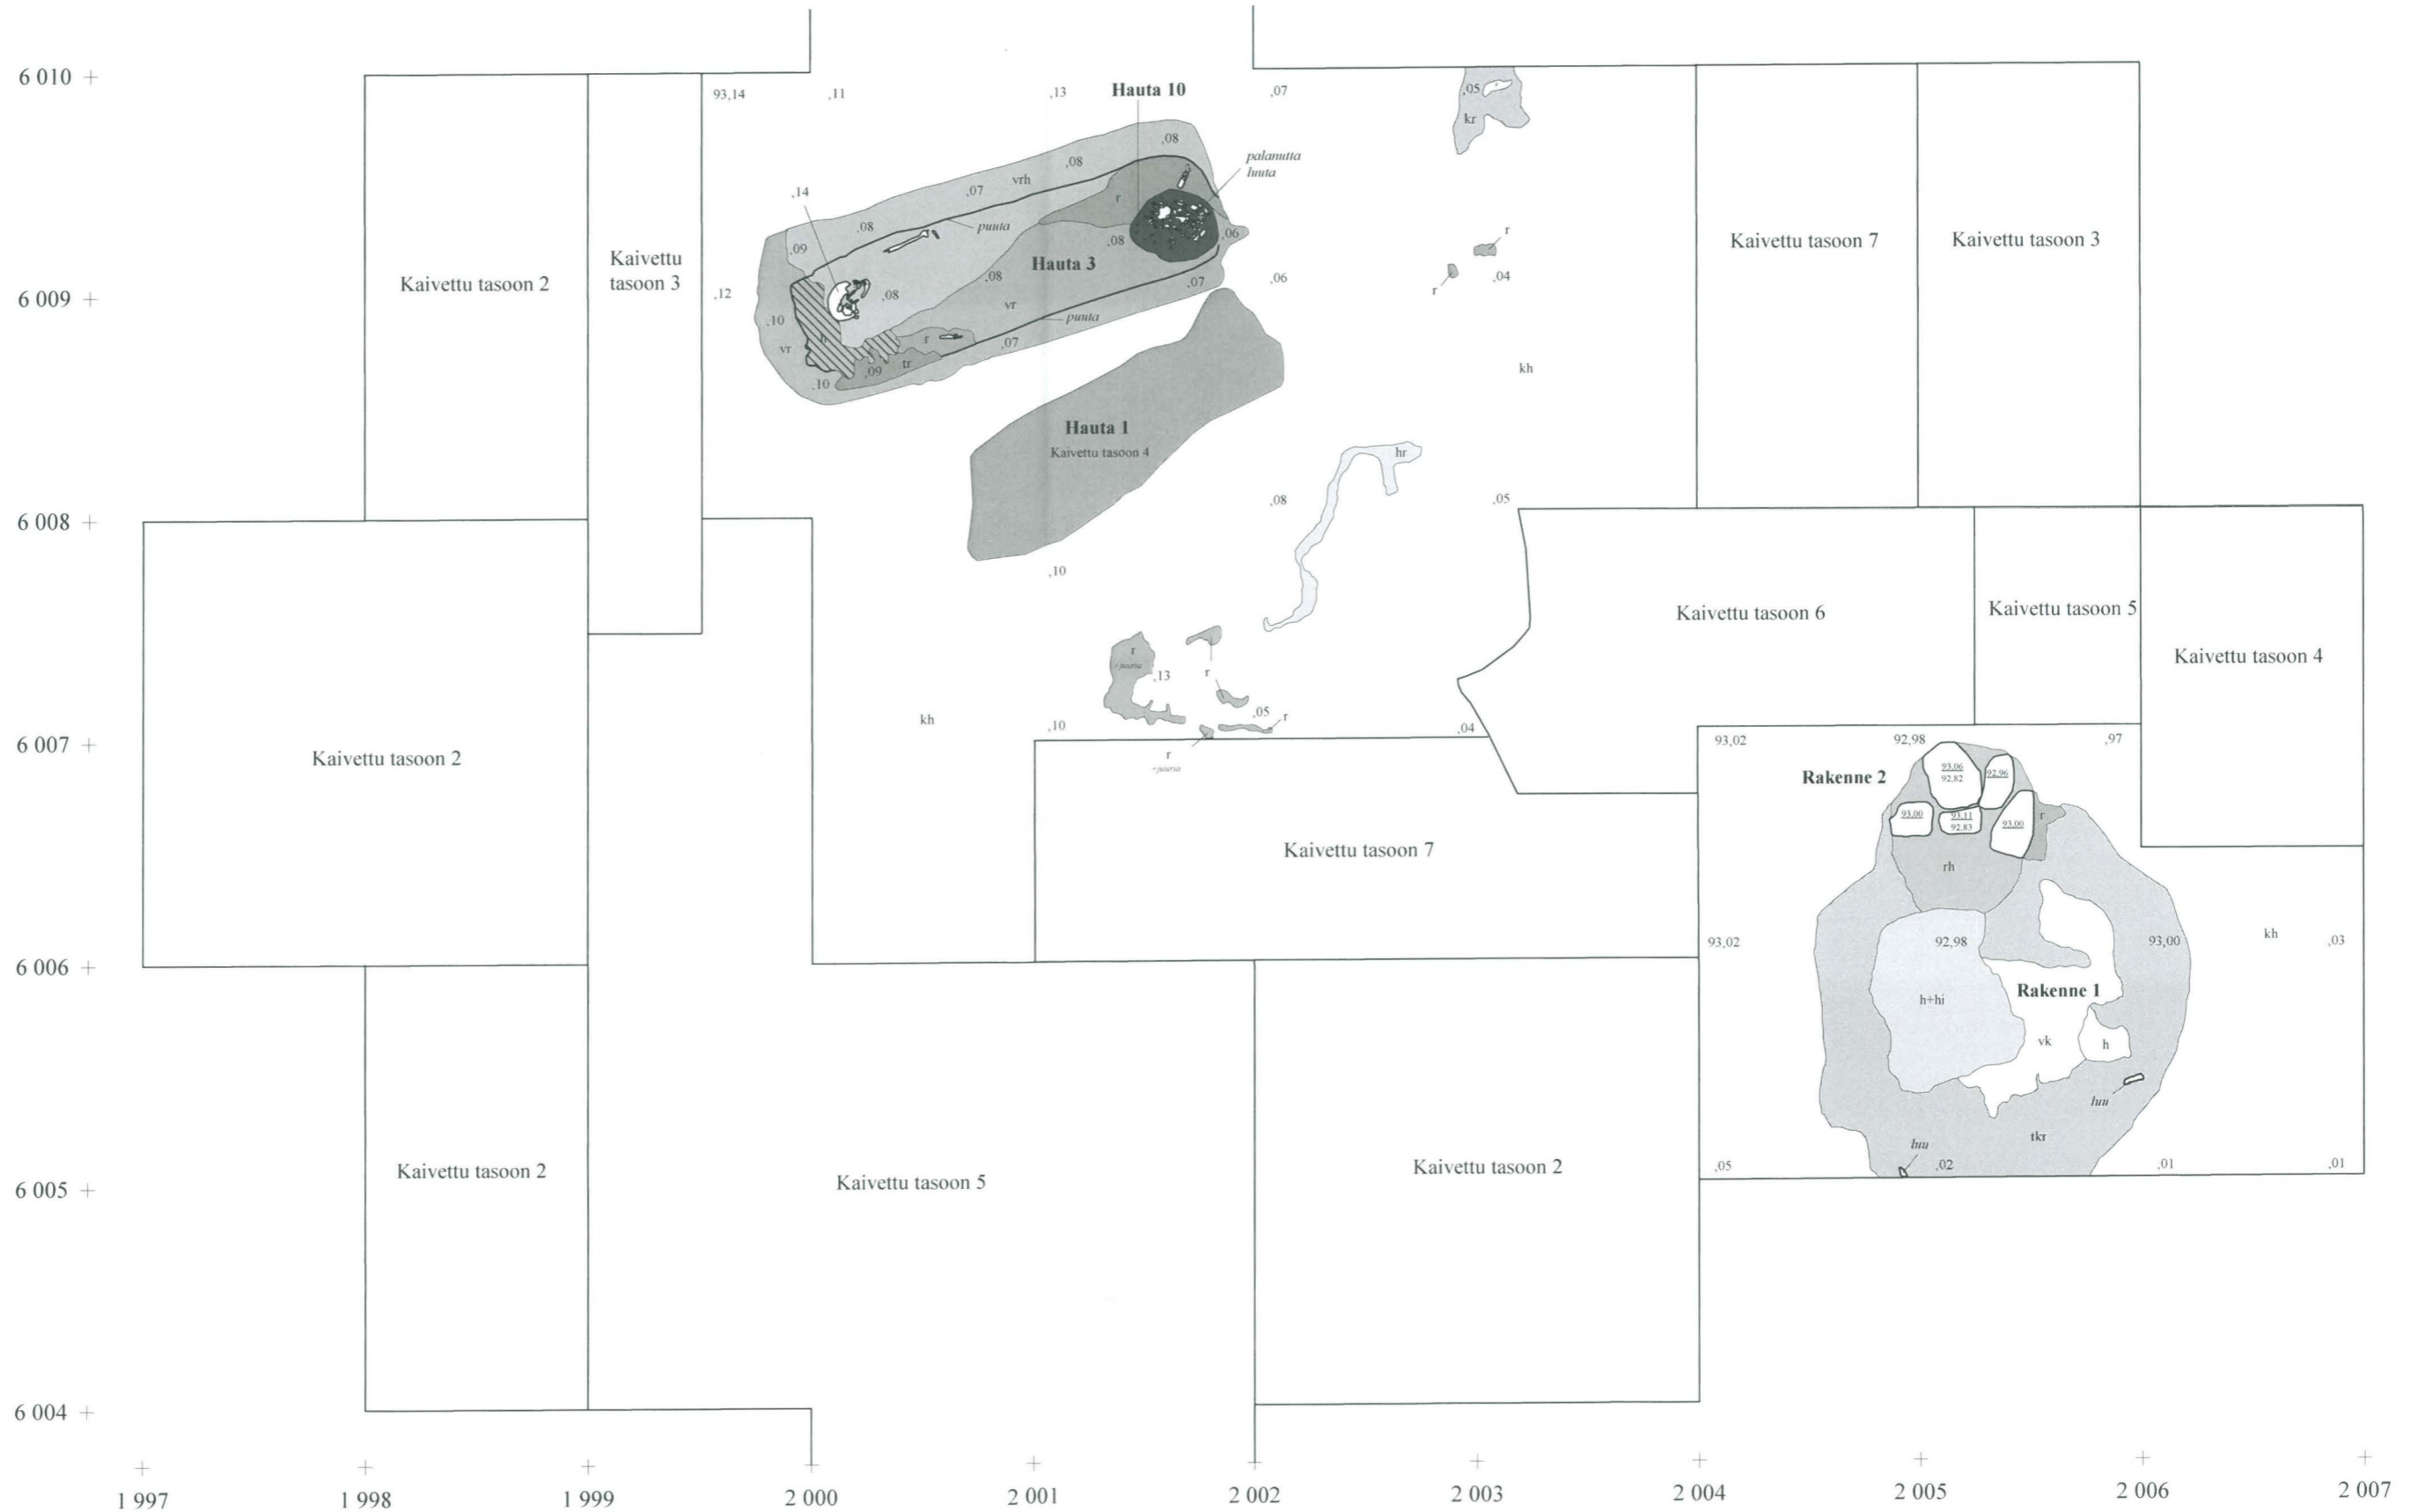 6 010
93,14
,11
,13
Hauta 10
,07
,05
kr
,08
,08
palanutta
luuta
vrh
,07
,14
r
puuta
,08
,09
,08
,06
r
Kaivettu tasoon 7
Kaivettu tasoon 3
Kaivettu
tasoon 3
Kaivettu tasoon 2
Hauta 3
,08
,07
,06
,04
r
6 009
,12
,08
vr
puuta
,10
h
r
,07
vr
tr
,09
,10
kh
Hauta 1
Kaivettu tasoon 4
hr
,08
,05
6 008
,10
Kaivettu tasoon 6
Kaivettu tasoon 5
Kaivettu tasoon 4
r
+juuria
,13
r
,05
r
kh
,10
,04
6 007
r
+juuria
93,02
92,98
,97
Kaivettu tasoon 2
Rakenne 2
93,06
92,82
92,96
93,00
93,11
92,83
93,00
r
Kaivettu tasoon 7
rh
93,02
92,98
93,00
kh
,03
6 006
Rakenne 1
h+hi
vk
h
luu
tkr
luu
,05
,02
,01
,01
Kaivettu tasoon 2
Kaivettu tasoon 5
Kaivettu tasoon 2
6 005
6 004
1 997
1 998
1 999
2 000
2 001
2 002
2 003
2 004
2 005
2 006
2 007